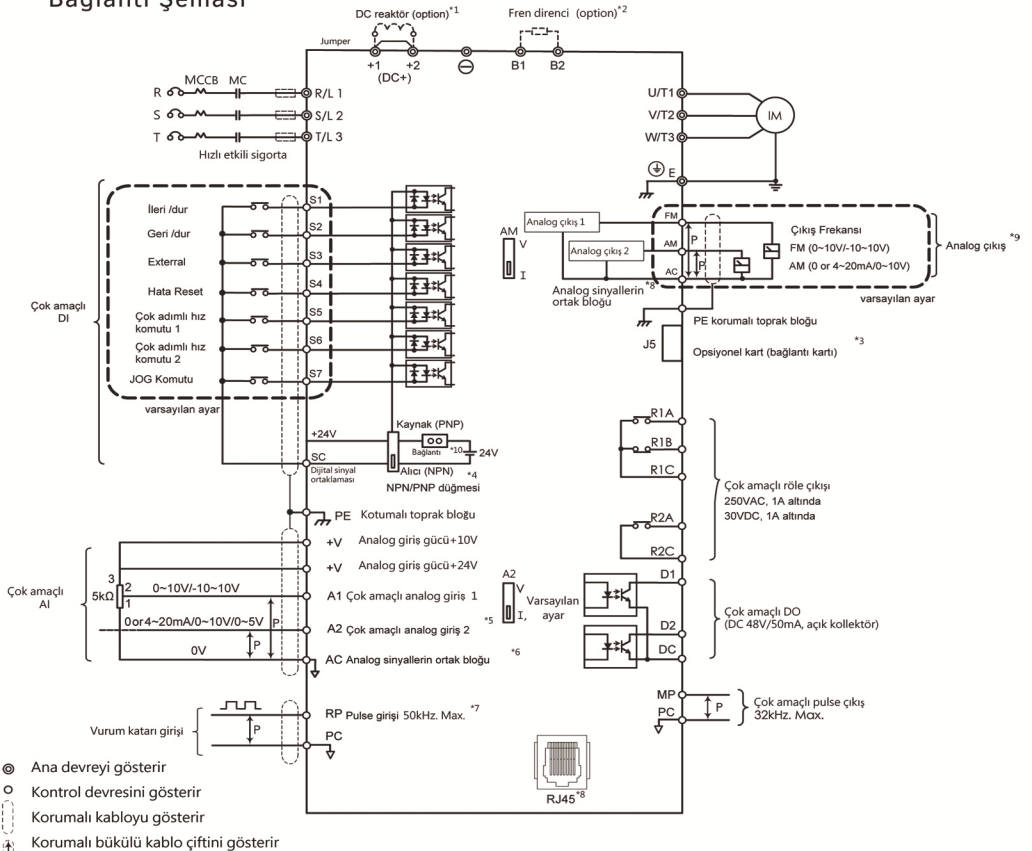 Bağlantı Şeması
DC reaktör (option)*1
Fren direnci (option)*2
Jumper
+1
+2
(DC+)
B1
B2
MCCB
MC
R
R/L 1
S
S/L 2
T
T/L 3
Hızlı etkili sigorta
U/T1
V/T2
W/T3
IM
E
Çok amaçlı
DI
İleri /dur
S1
Geri /dur
S2
Exterral
S3
Hata Reset
S4
Çok adımlı hız
komutu 1
S5
Çok adımlı hız
komutu 2
S6
JOG Komutu
S7
varsayılan ayar
AM
V
I
Analog çıkış 1
Analog çıkış 2
FM
AM
AC
P
P
Analog sinyallerin
ortak bloğu
*8
Çıkış Frekansı
FM (0~10V/-10~10V)
AM (0 or 4~20mA/0~10V)
Analog çıkış
*9
varsayılan ayar
PE korumalı toprak bloğu
J5
Opsiyonel kart (bağlantı kartı)
*3
+24V
Kaynak (PNP)
Bağlantı
*10
24V
SC
Dijital sinyal
ortaklaması
Alıcı (NPN)
*4
NPN/PNP düğmesi
PE
Kotumalı toprak bloğu
R1A
R1B
R1C
R2A
R2C
Çok amaçlı röle çıkışı
250VAC, 1A altında
30VDC, 1A altında
Çok amaçlı
AI
+V
Analog giriş gücü+10V
+V
Analog giriş gücü+24V
3
5kΩ
2
1
0~10V/-10~10V
A1 Çok amaçlı analog giriş 1
0or4~20mA/0~10V/0~5V
A2 Çok amaçlı analog giriş 2
*5
P
P
0V
AC Analog sinyallerin ortak bloğu
*6
A2
V
I,
Varsayılan
ayar
D1
D2
DC
Çok amaçlı DO
(DC 48V/50mA, açık kollektör)
Vurum katarı girişi
P
RP Pulse girişi 50kHz. Max.
*7
PC
MP
PC
P
Çok amaçlı pulse çıkış
32kHz. Max.
RJ45*8
Ana devreyi gösterir
Kontrol devresini gösterir
Korumalı kabloyu gösterir
Korumalı bükülü kablo çiftini gösterir